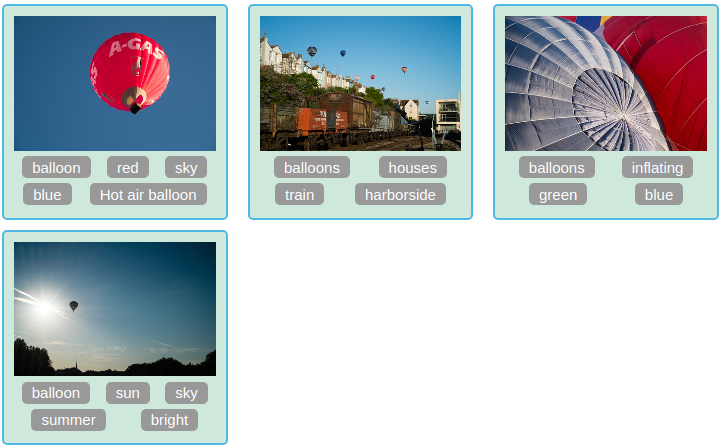 A-GAS
balloon red sky
blue Hot air balloon
balloons houses
train harborside
balloons inflating
green blue
balloon sun sky
summer bright